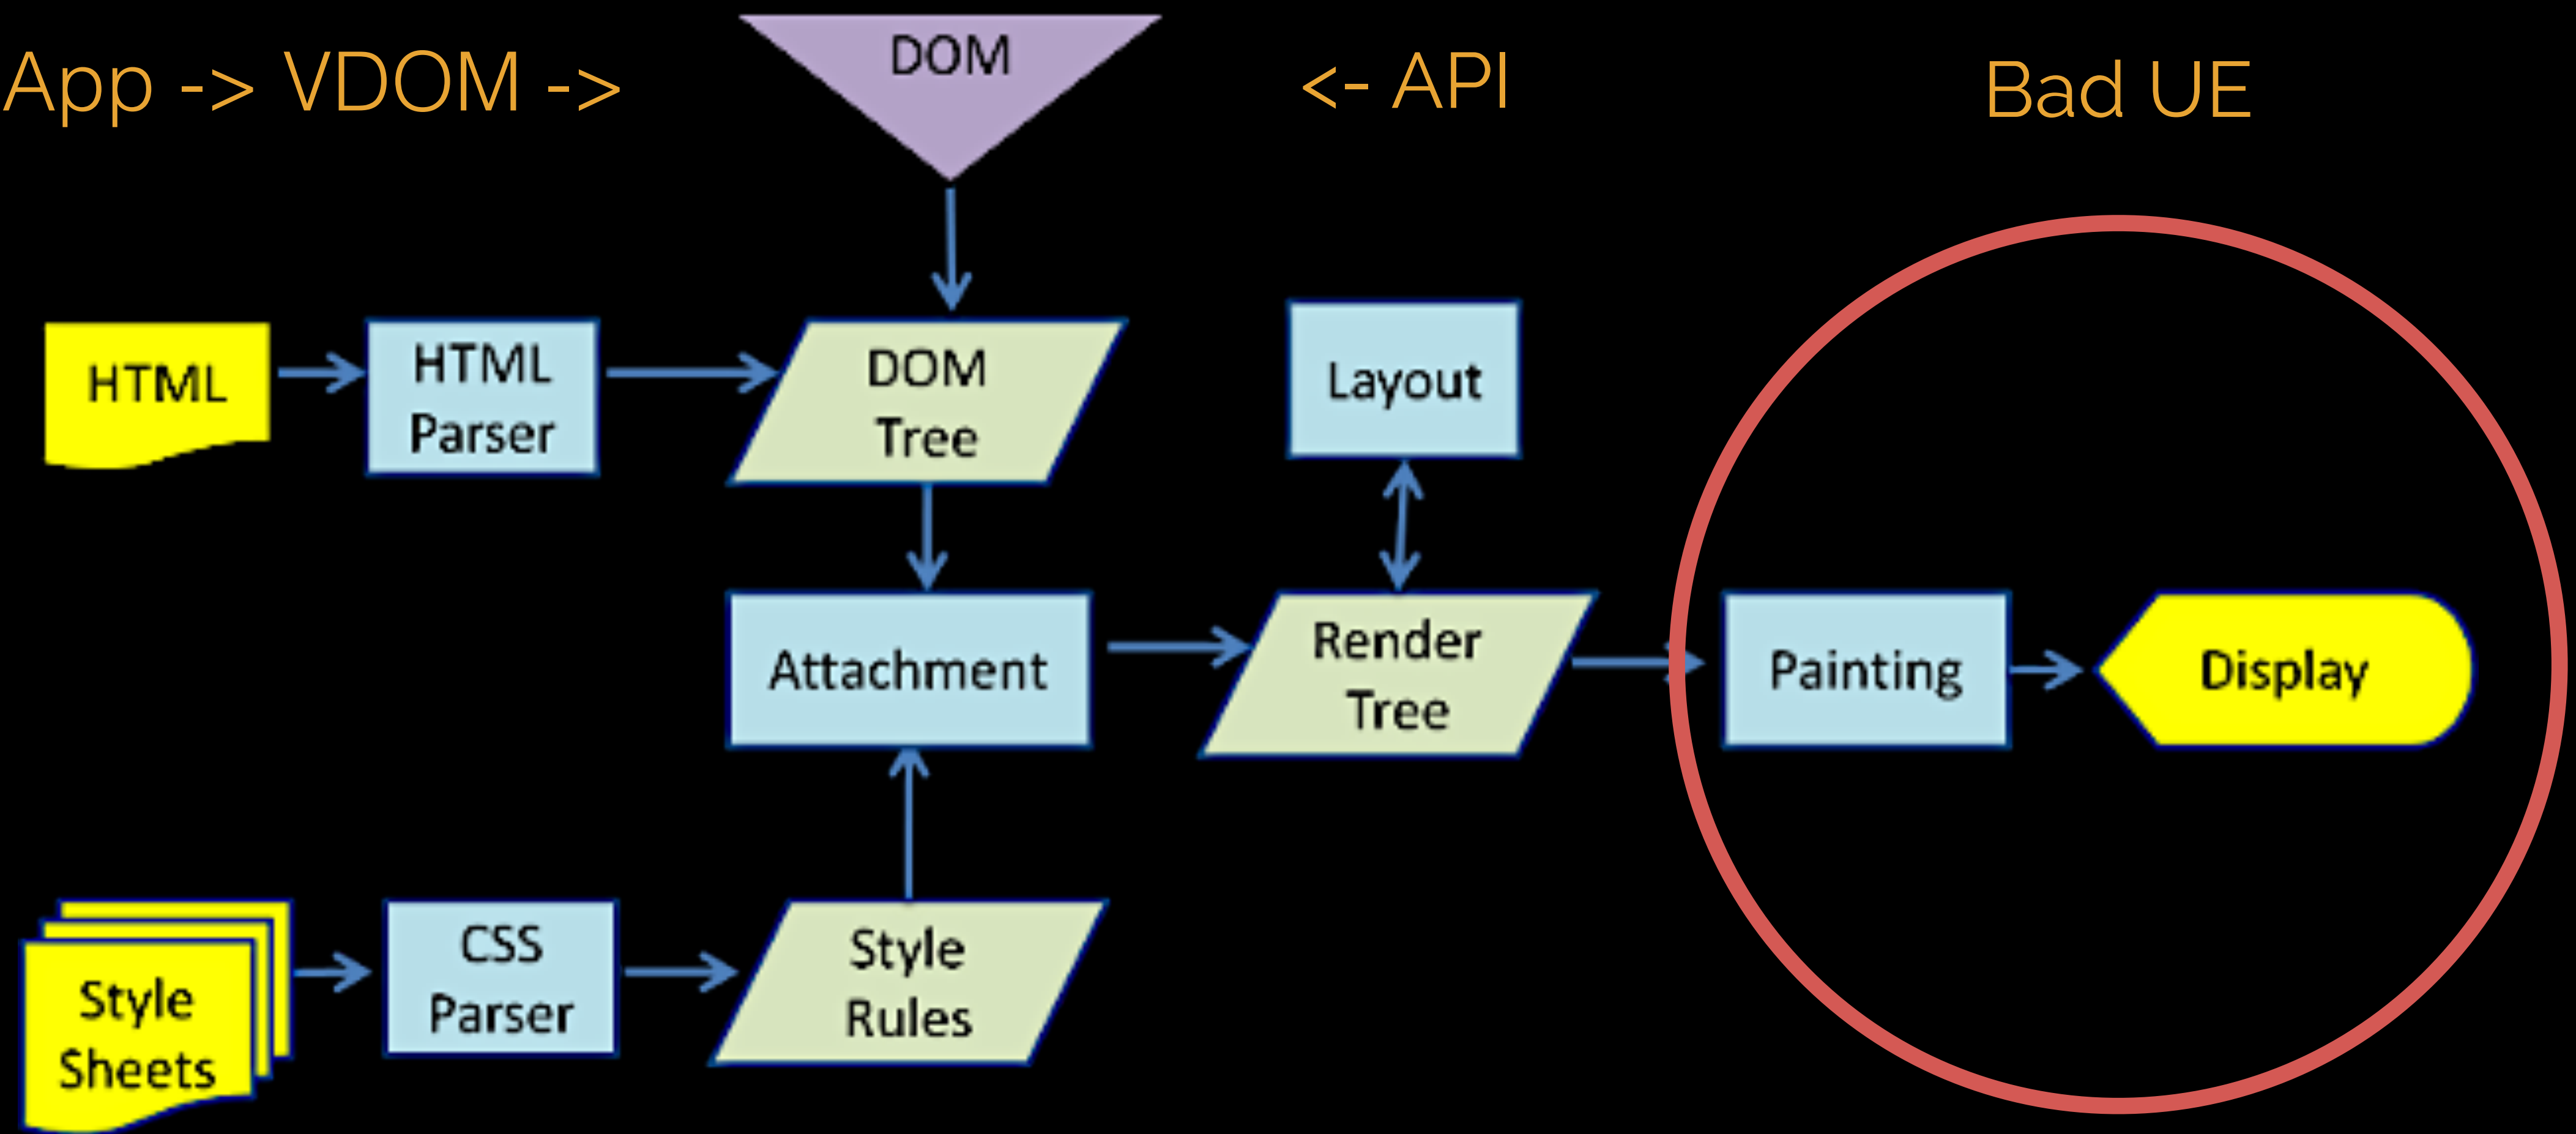 App -> VDOM ->
DOM
<- API
Bad UE
HTML
HTML
Parser
DOM
Tree
Layout
Attachment
Render
Tree
Painting
Display
Style
Sheets
CSS
Parser
Style
Rules